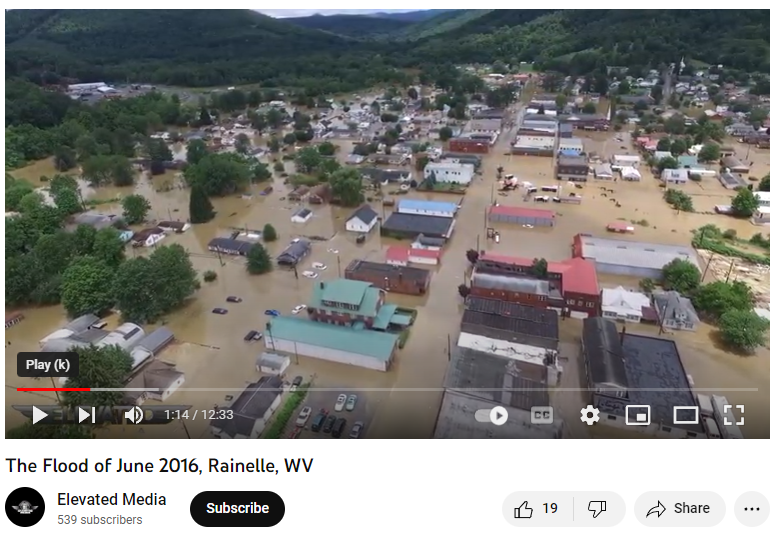 Play (k)
1:14 / 12:33
CC
The Flood of June 2016, Rainelle, WV
Elevated Media
539 subscribers
Subscribe
19
Share